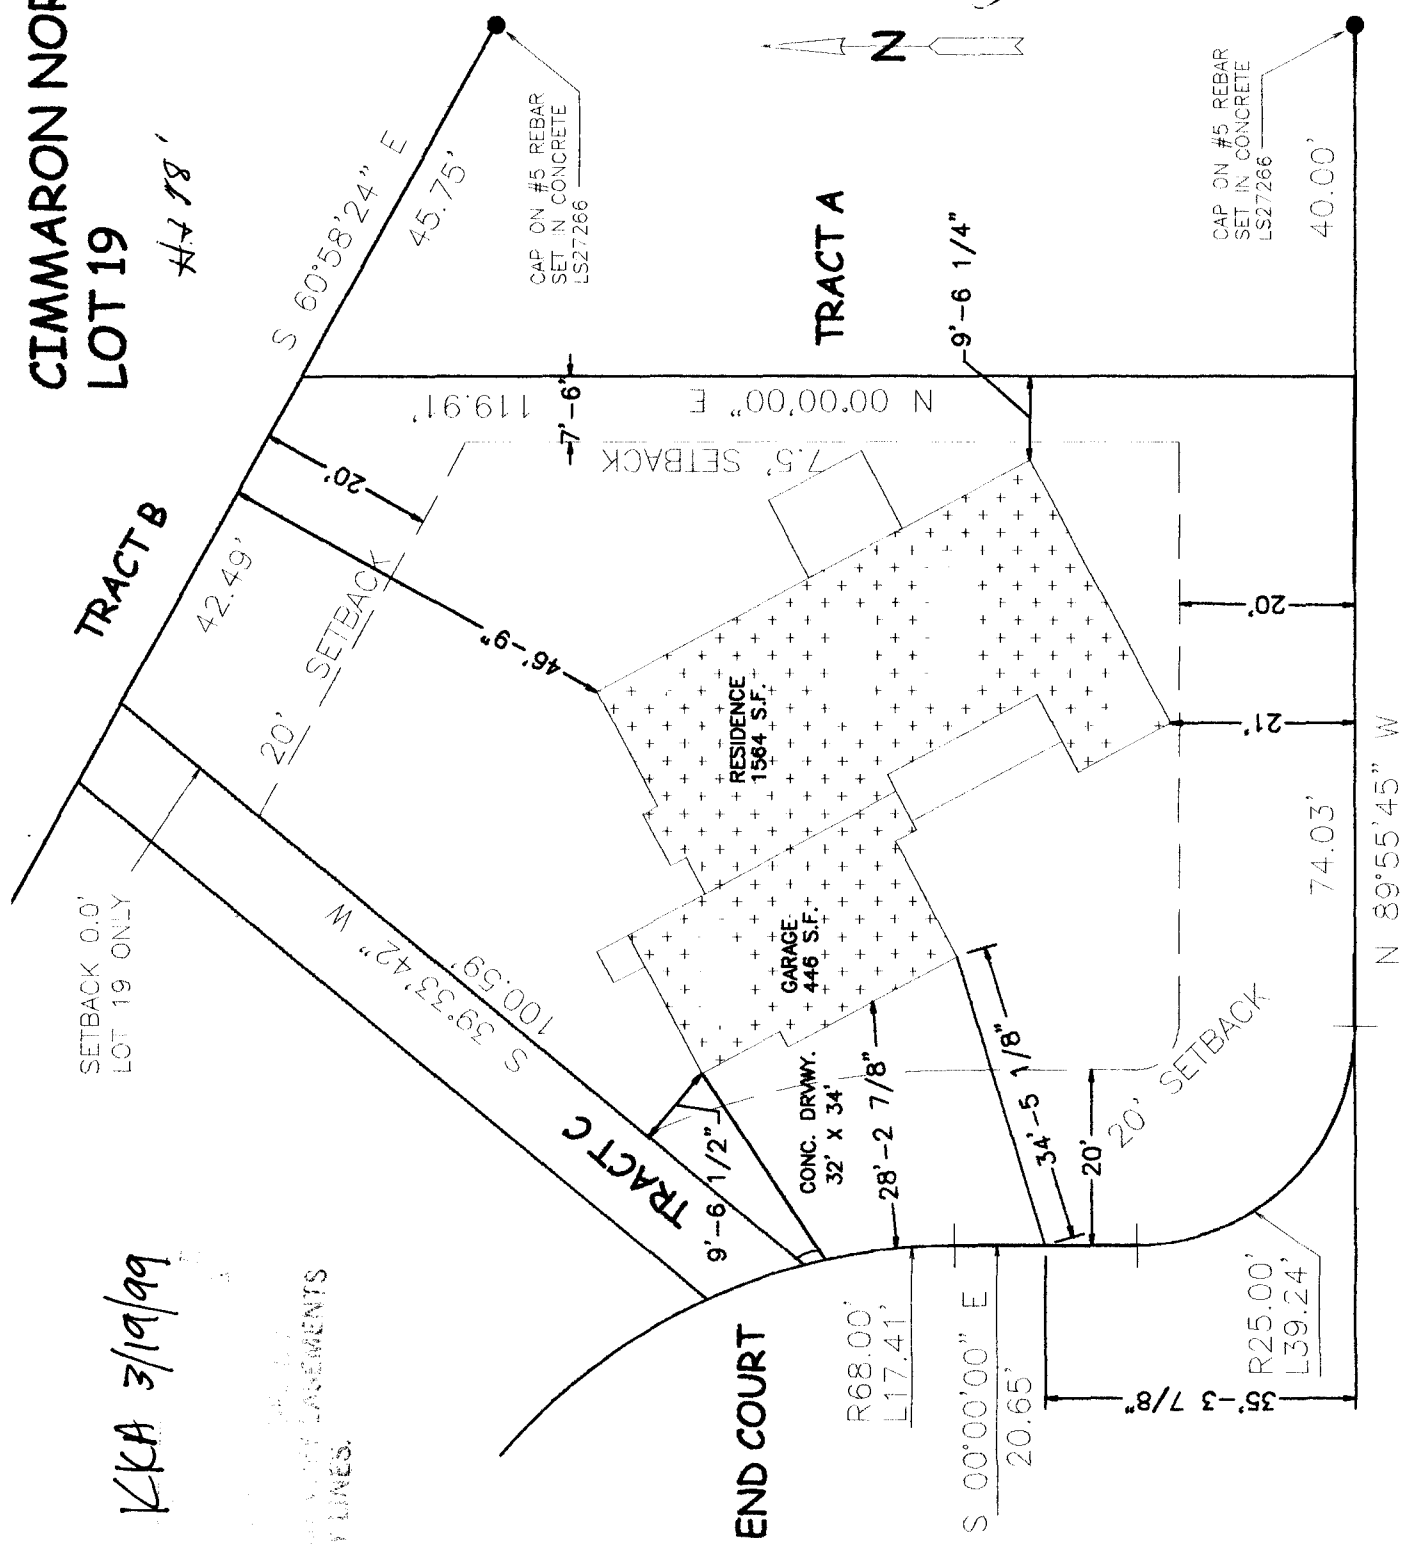 CIMMARON NOR
LOT 19
KKA 3/19/99
EASEMENTS
LINES.
SETBACK 0.0'
LOT 19 ONLY
TRACT B
42.49'
S 60°58'24" E
45.75'
CAP ON #5 REBAR
SET IN CONCRETE
LS27266
N
20'
20' SETBACK
46'-9"
7'-6"
119.91'
N 00°00'00" E
7.5' SETBACK
TRACT A
9'-6 1/4"
S 39°33'42" W
100.59'
TRACT C
9'-6 1/2"
RESIDENCE
1564 S.F.
GARAGE
446 S.F.
CONC. DRVWY.
32' X 34'
28'-2 7/8"
34'-5 1/8"
20'
20' SETBACK
20'
21'
END COURT
R68.00'
L17.41'
S 00°00'00" E
20.65'
R25.00'
L39.24'
35'-3 7/8"
74.03'
N 89°55'45" W
CAP ON #5 REBAR
SET IN CONCRETE
LS27266
40.00'